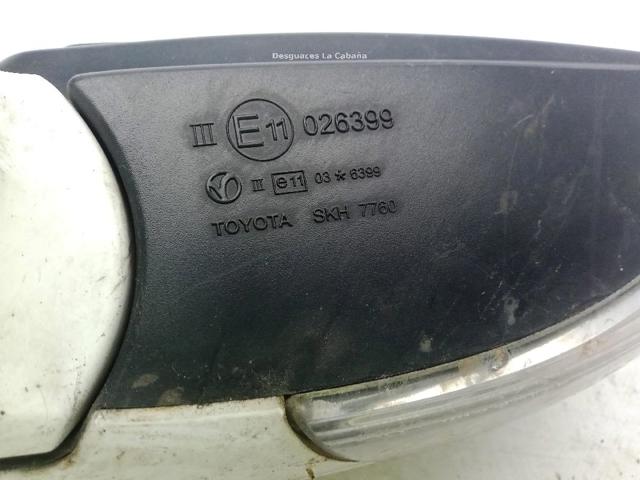 Desguaces La Cabaña
III E11 026399
II e11 03*6399
TOYOTA SKH 7760